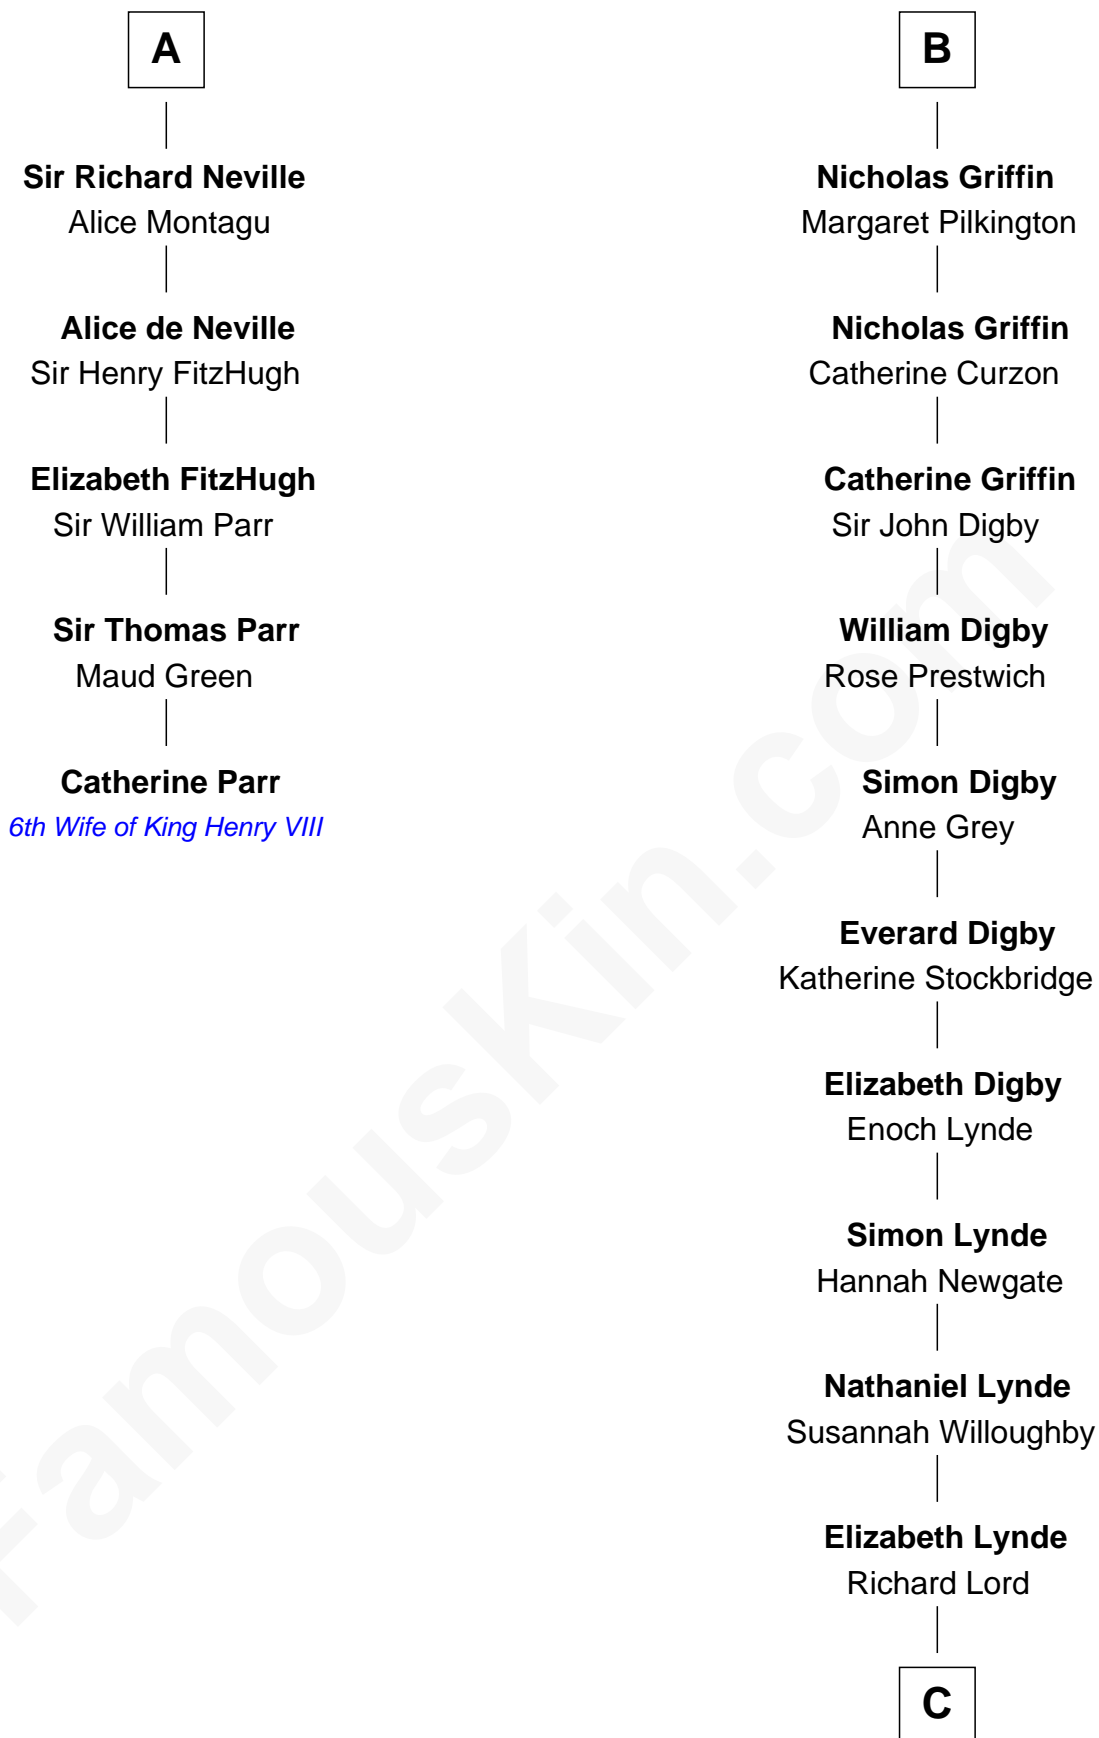 A
Sir Richard Neville
Alice Montagu
Alice de Neville
Sir Henry FitzHugh
Elizabeth FitzHugh
Sir William Parr
Sir Thomas Parr
Maud Green
Catherine Parr
6th Wife of King Henry VIII
B
Nicholas Griffin
Margaret Pilkington
Nicholas Griffin
Catherine Curzon
Catherine Griffin
Sir John Digby
William Digby
Rose Prestwich
Simon Digby
Anne Grey
Everard Digby
Katherine Stockbridge
Elizabeth Digby
Enoch Lynde
Simon Lynde
Hannah Newgate
Nathaniel Lynde
Susannah Willoughby
Elizabeth Lynde
Richard Lord
C
FamousKin.com